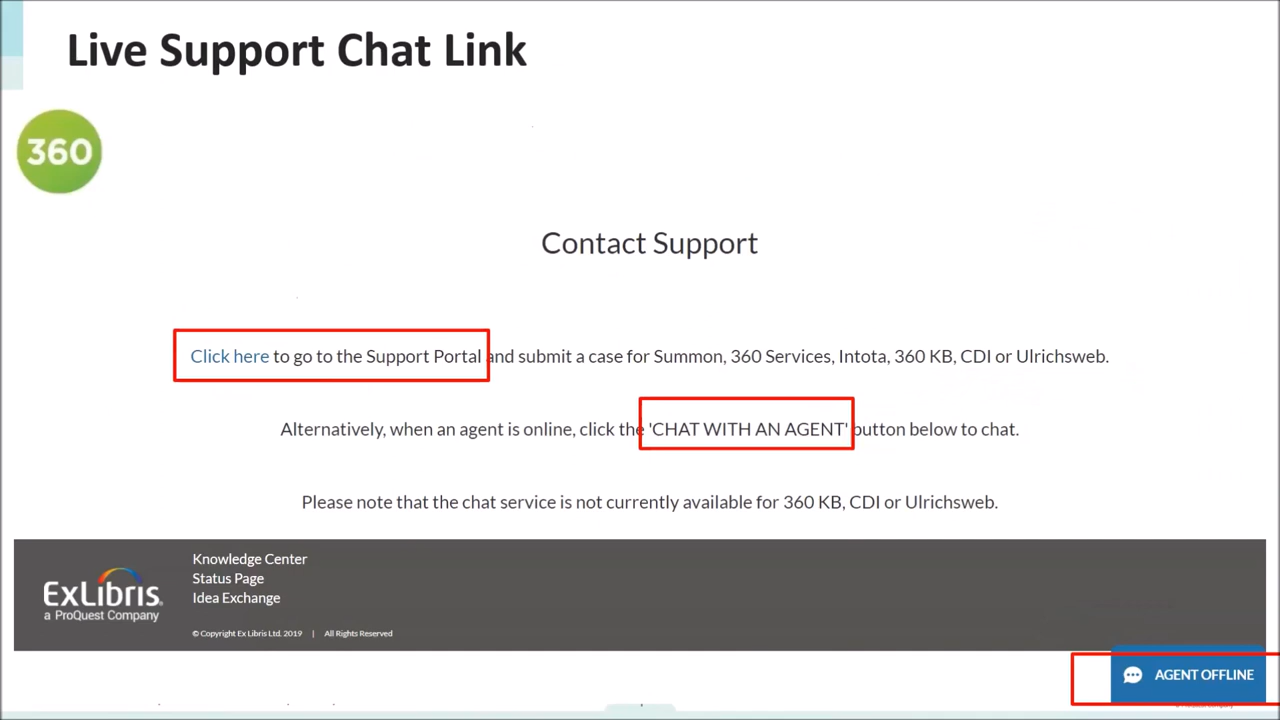 Live Support Chat Link
360
Contact Support
Click here to go to the Support Portal and submit a case for Summon, 360 Services, Intota, 360 KB, CDI or Ulrichsweb.
Alternatively, when an agent is online, click the 'CHAT WITH AN AGENT' button below to chat.
Please note that the chat service is not currently available for 360 KB, CDI or Ulrichsweb.
Knowledge Center
Status Page
Idea Exchange
ExLibris
a ProQuest Company
© Copyright Ex Libris Ltd. 2019 | All Rights Reserved
AGENT OFFLINE